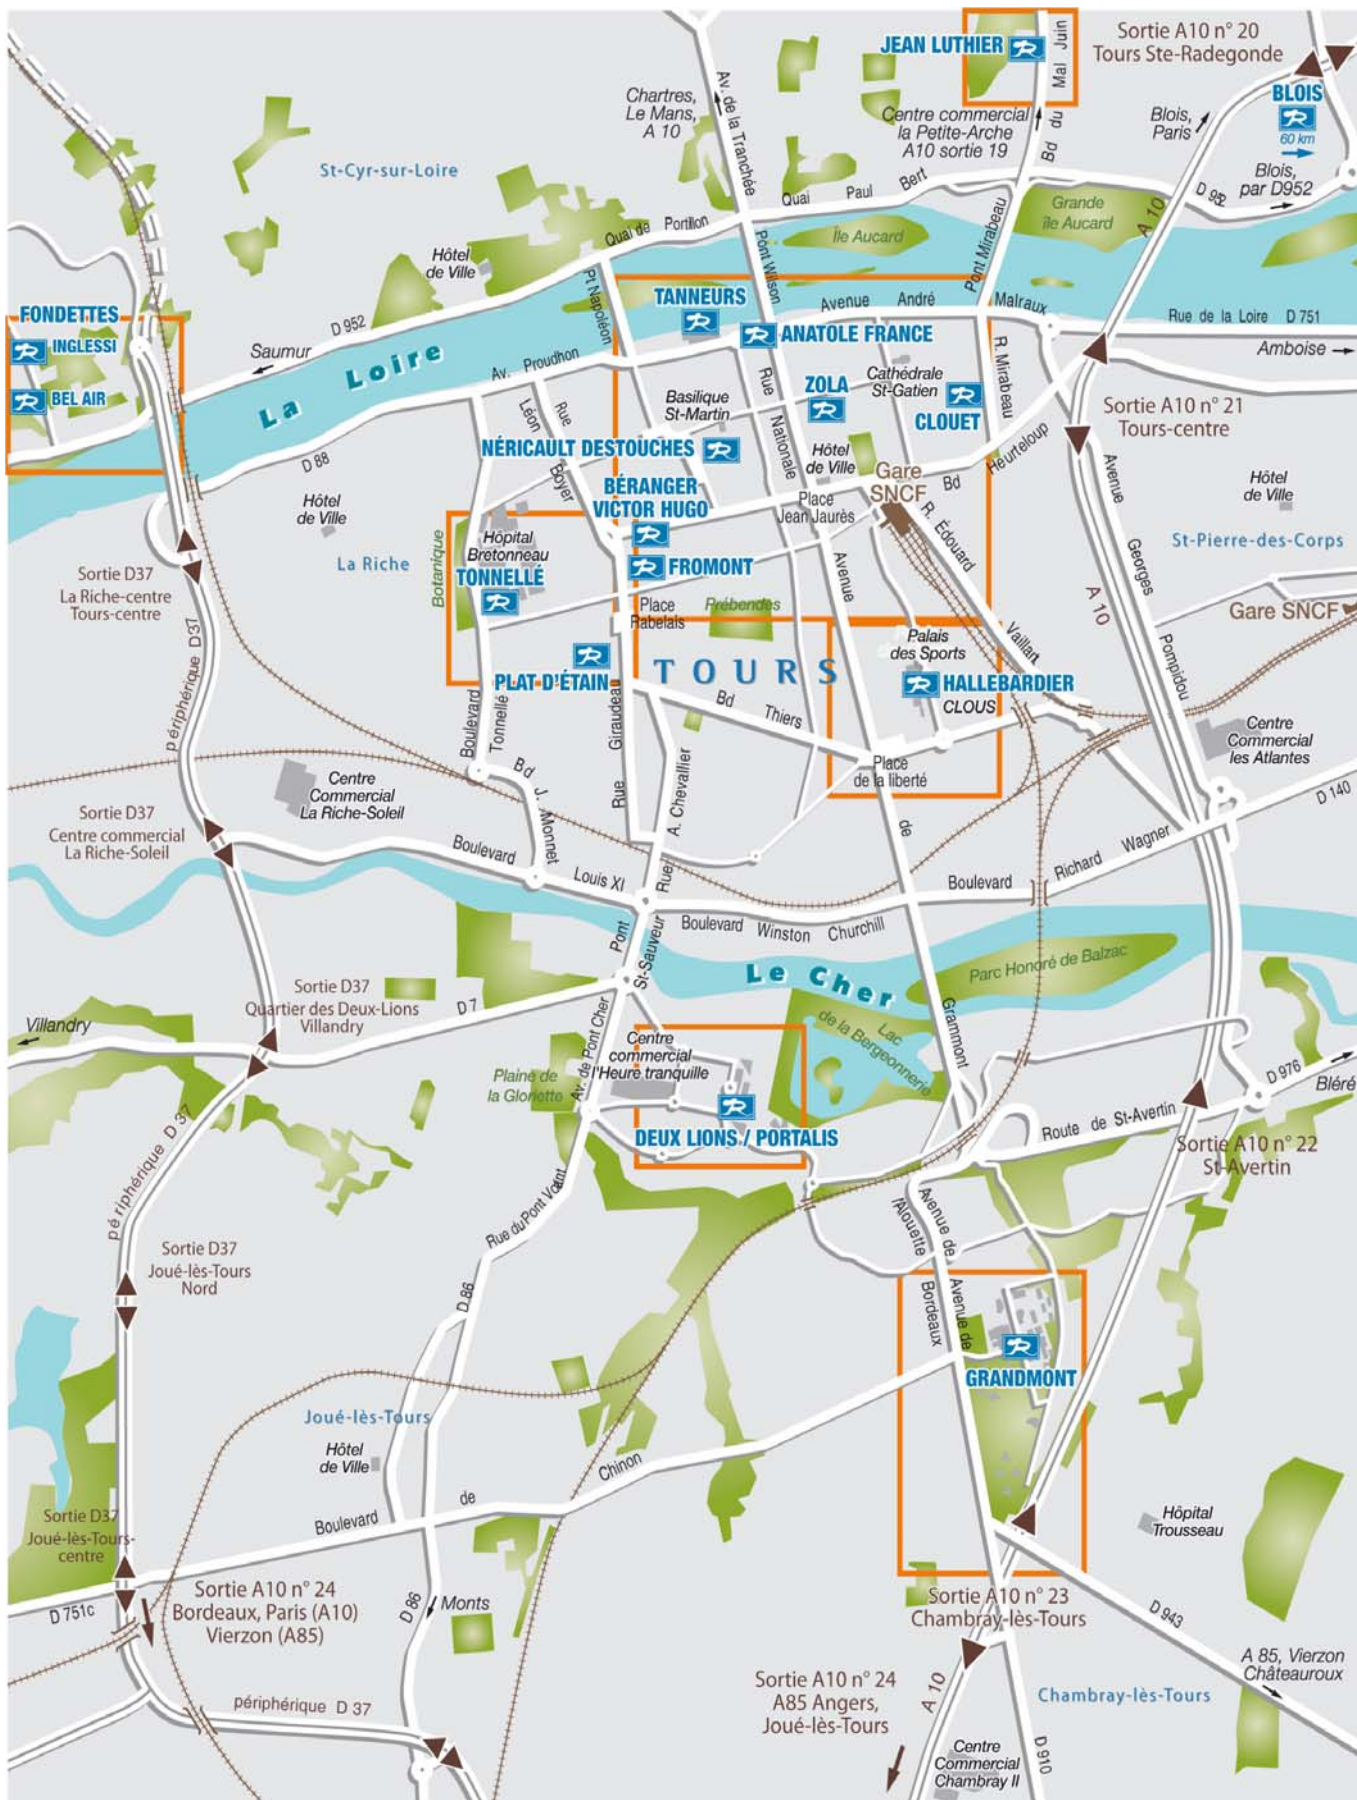 JEAN LUTHIER
Bd du Mal Juin
Sortie A10 n° 20
Tours Ste-Radegonde
BLOIS
60 km
Blois,
Paris
Blois,
par D952
Chartres,
Le Mans,
A 10
Av. de la Tranchée
Centre commercial
la Petite-Arche
A10 sortie 19
St-Cyr-sur-Loire
Quai de Portillon
Quai Paul Bert
D 952
A 10
Grande
île Aucard
Île Aucard
Hôtel
de Ville
Pt Napoléon
Pont Wilson
Pont Mirabeau
FONDETTES
INGLESSI
BEL AIR
D 952
Saumur
La Loire
TANNEURS
ANATOLE FRANCE
Avenue André Malraux
Rue de la Loire D 751
Amboise
Av. Proudhon
D 88
Rue Léon Boyer
Basilique
St-Martin
Rue Nationale
ZOLA
Cathédrale
St-Gatien
CLOUET
R. Mirabeau
Sortie A10 n° 21
Tours-centre
NÉRICAULT DESTOUCHES
Hôtel
de Ville
Gare
SNCF
Bd Heurteloup
BÉRANGER
VICTOR HUGO
Place
Jean Jaurès
R. Édouard Vaillant
Avenue Georges Pompidou
Hôtel
de Ville
St-Pierre-des-Corps
Gare SNCF
A 10
Hôtel
de Ville
La Riche
Botanique
Hôpital
Bretonneau
TONNELLÉ
FROMONT
Place
Rabelais
Prébendes
Sortie D37
La Riche-centre
Tours-centre
périphérique D37
PLAT D'ÉTAIN
TOURS
Palais
des Sports
HALLEBARDIER
CLOUS
Boulevard Tonnellé
Rue Giraudeau
Bd Thiers
Place
de la liberté
Centre
Commercial
les Atlantes
D 140
Centre
Commercial
La Riche-Soleil
Bd J. Monnet
Rue A. Chevallier
Sortie D37
Centre commercial
La Riche-Soleil
Boulevard Louis XI
Boulevard Winston Churchill
Boulevard Richard Wagner
Avenue de Grammont
Pont St-Sauveur
Le Cher
Parc Honoré de Balzac
Lac
de la Bergeonnerie
Sortie D37
Quartier des Deux-Lions
Villandry
D 7
Villandry
Av. de Pont Cher
Centre
commercial
l'Heure tranquille
Plaine de
la Gloriette
DEUX LIONS / PORTALIS
D 976
Bléré
Route de St-Avertin
Sortie A10 n° 22
St-Avertin
périphérique D 37
Rue du Pont Volant
Avenue de
l'Alouette
Avenue de
Bordeaux
Sortie D37
Joué-lès-Tours
Nord
D 86
GRANDMONT
Joué-lès-Tours
Hôtel
de Ville
Boulevard de Chinon
Sortie D37
Joué-lès-Tours-
centre
Hôpital
Trousseau
D 751c
Sortie A10 n° 24
Bordeaux, Paris (A10)
Vierzon (A85)
D 86
Monts
Sortie A10 n° 23
Chambray-lès-Tours
D 943
A 85, Vierzon
Châteauroux
Sortie A10 n° 24
A85 Angers,
Joué-lès-Tours
A 10
Chambray-lès-Tours
périphérique D 37
Centre
Commercial
Chambray II
D 910